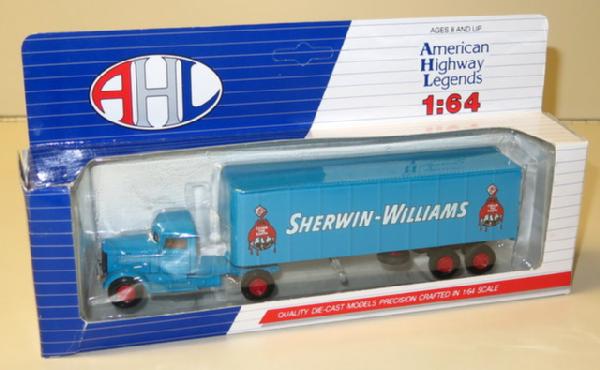 AGES 8 AND UP
AHL
American
Highway
Legends
1:64
SHERWIN-WILLIAMS
QUALITY DIE-CAST MODELS PRECISION CRAFTED IN 1:64 SCALE